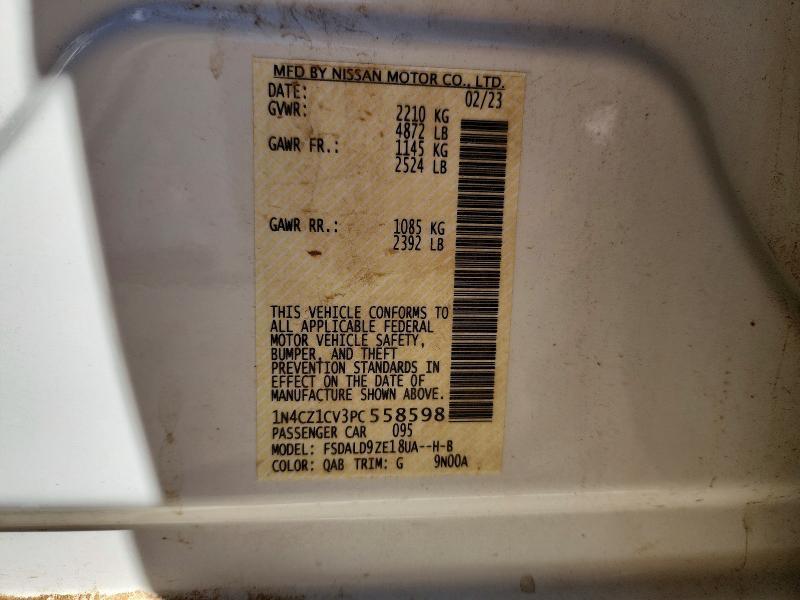 MFD BY NISSAN MOTOR CO., LTD.
DATE: 02/23
GVWR: 2210 KG
4872 LB
GAWR FR.: 1145 KG
2524 LB
GAWR RR.: 1085 KG
2392 LB
THIS VEHICLE CONFORMS TO
ALL APPLICABLE FEDERAL
MOTOR VEHICLE SAFETY,
BUMPER, AND THEFT
PREVENTION STANDARDS IN
EFFECT ON THE DATE OF
MANUFACTURE SHOWN ABOVE.
1N4CZ1CV3PC558598
PASSENGER CAR 095
MODEL: FSDALD9ZE18UA--H-B
COLOR: QAB TRIM: G 9N00A